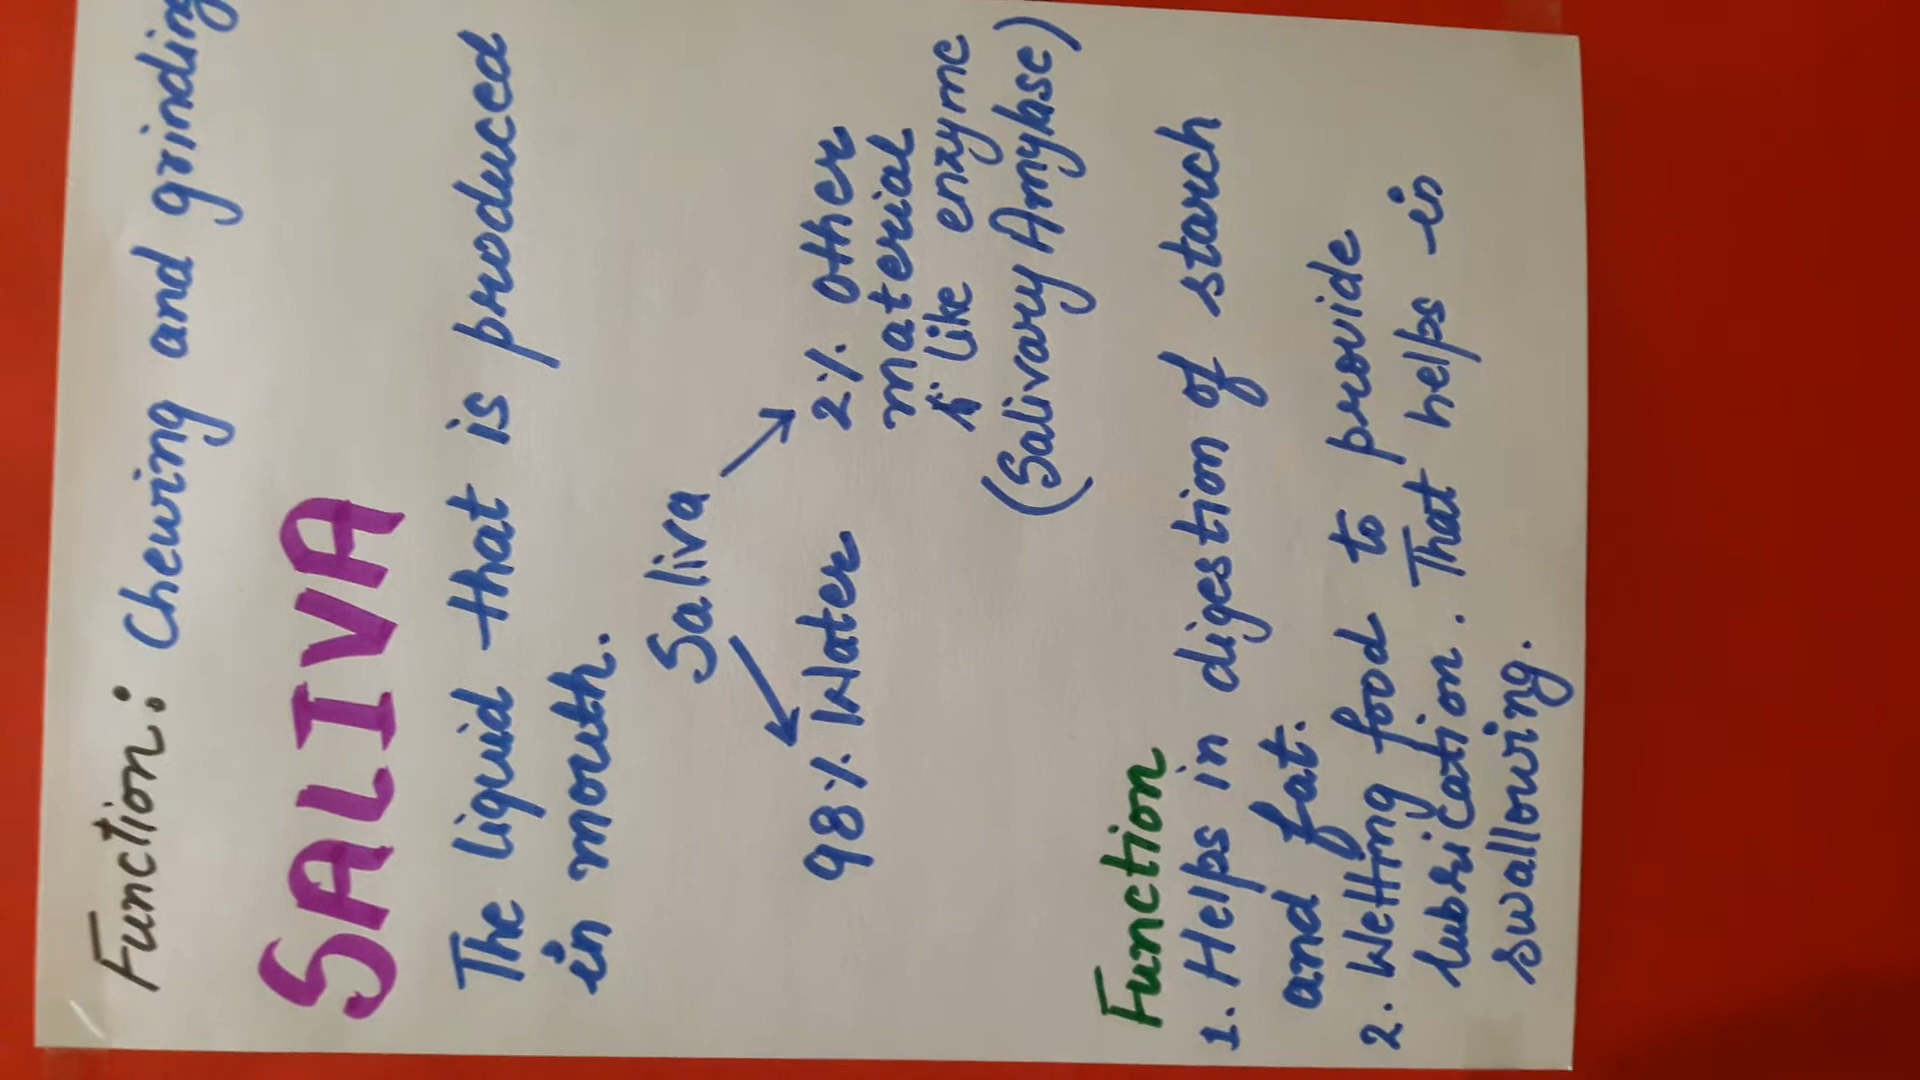 Function: Chewing and grinding
SALIVA
The liquid that is produced
in mouth.
Saliva
98% Water
2% other
material
like enzyme
(Salivary Amylase)
Function
1. Helps in digestion of starch
and fat.
2. Wetting food to provide
lubrication. That helps in
swallowing.